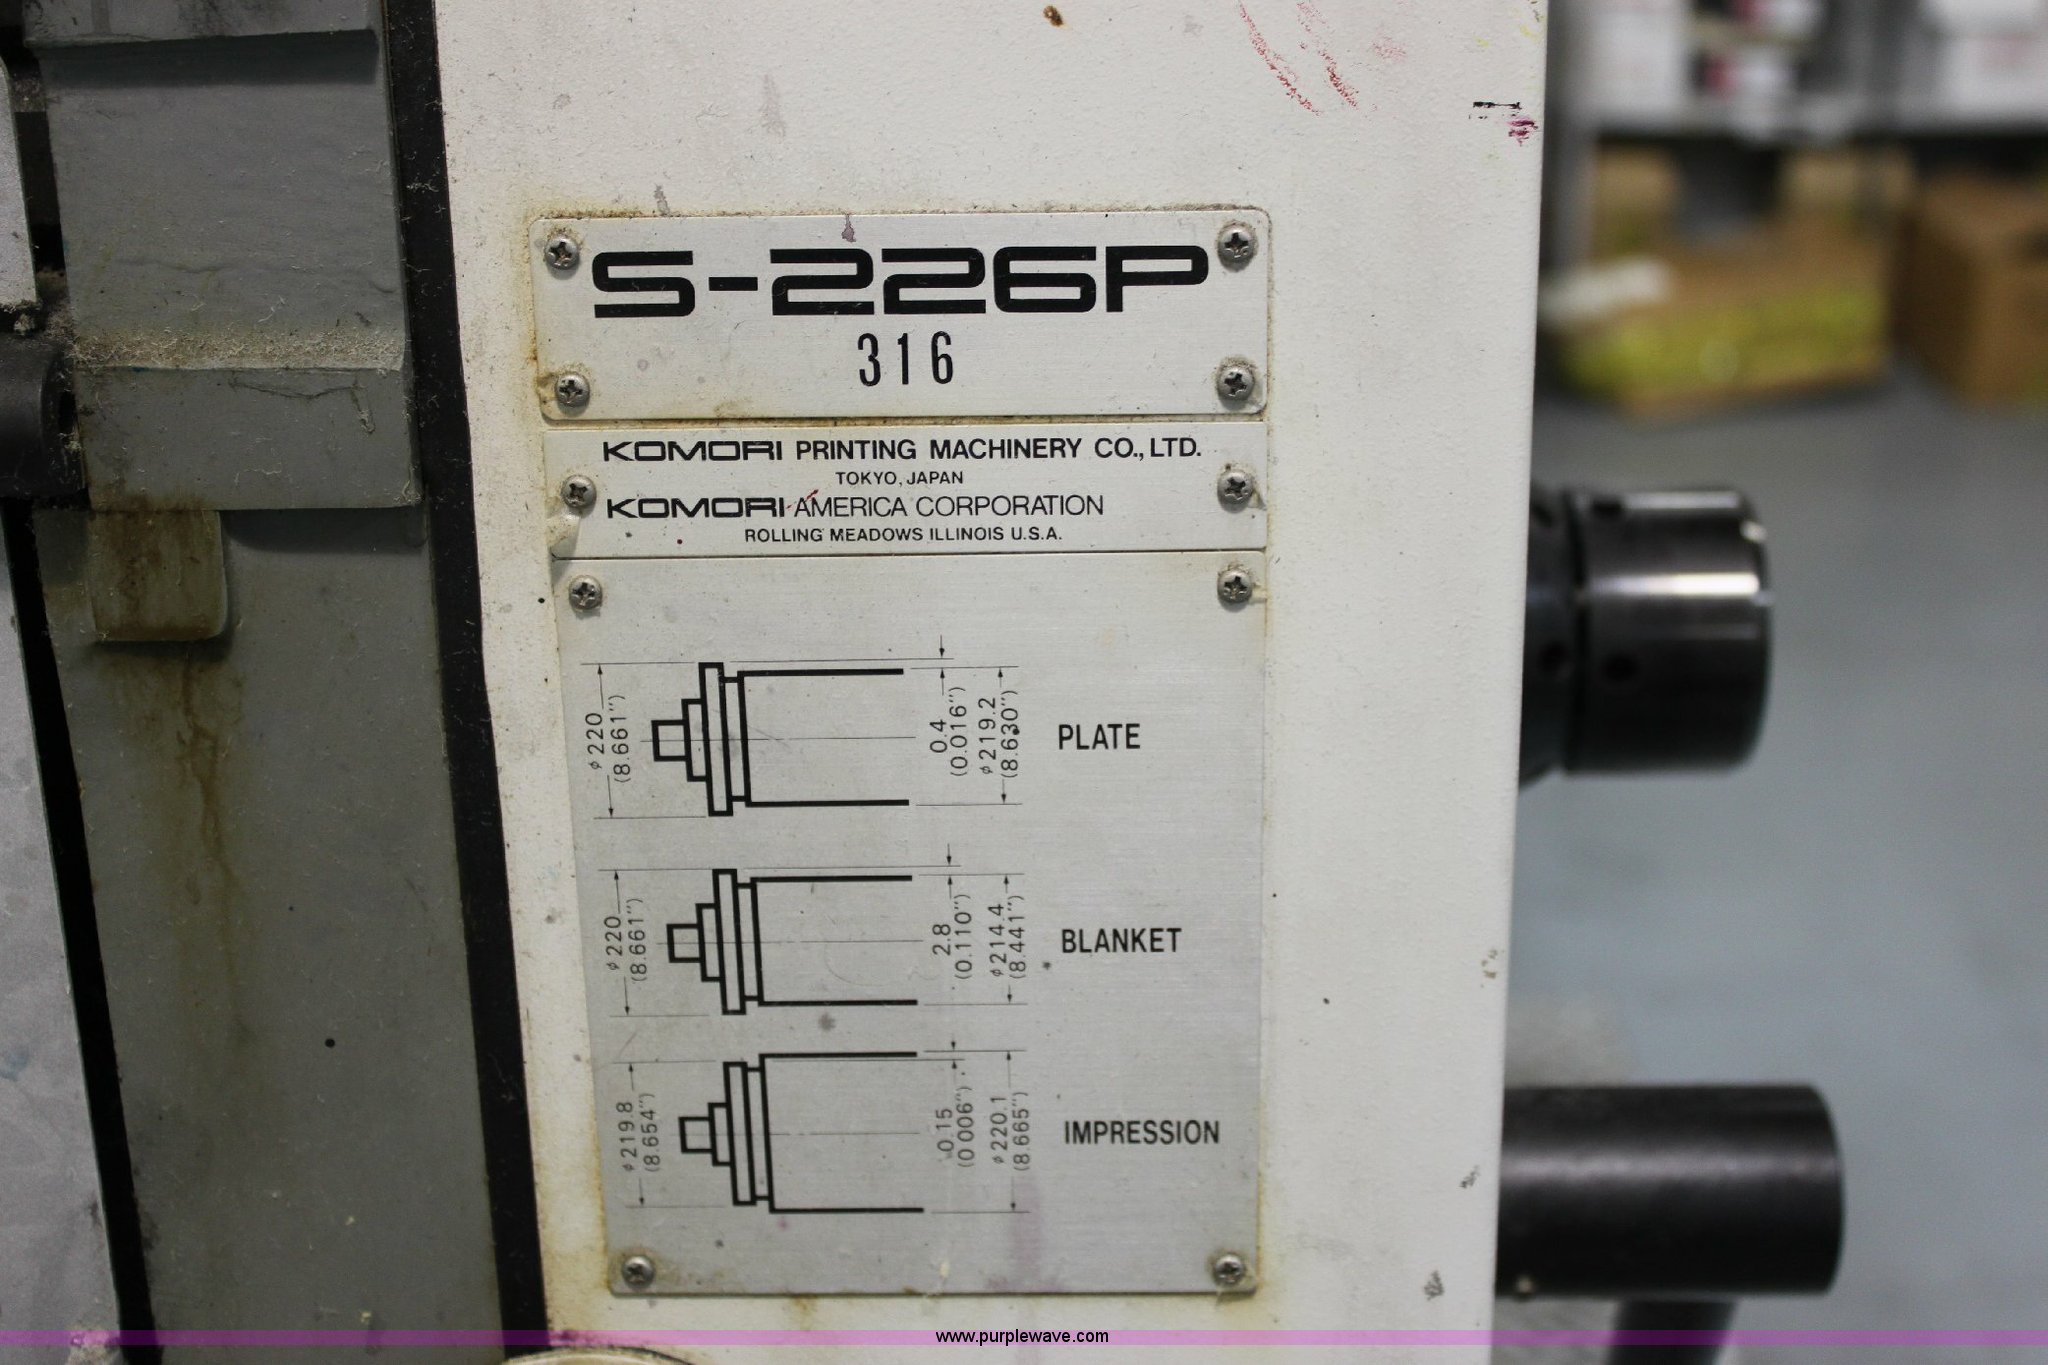 S-226P
316
KOMORI PRINTING MACHINERY CO., LTD.
TOKYO, JAPAN
KOMORI AMERICA CORPORATION
ROLLING MEADOWS ILLINOIS U.S.A.
φ220
(8.661")
0.4
(0.016")
φ219.2
(8.630")
PLATE
φ220
(8.661")
2.8
(0.110")
φ214.4
(8.441")
BLANKET
φ219.8
(8.654")
0.15
(0.006")
φ220.1
(8.665")
IMPRESSION
www.purplewave.com